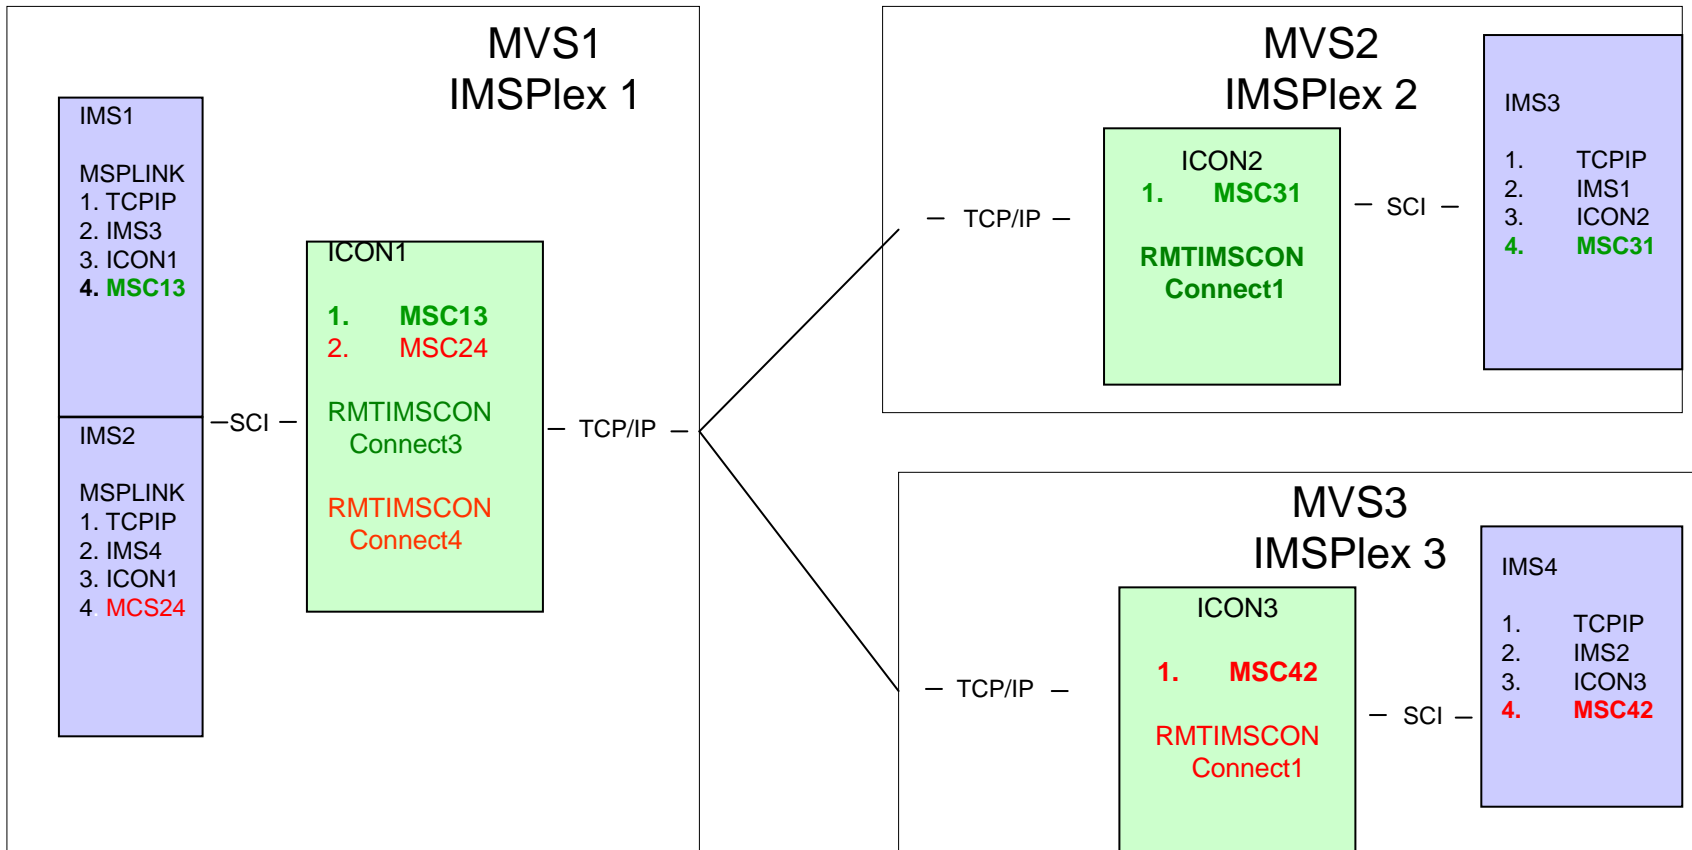 MVS1
IMSPlex 1
IMS1
MSPLINK
1. TCPIP
2. IMS3
3. ICON1
4. MSC13
IMS2
MSPLINK
1. TCPIP
2. IMS4
3. ICON1
4 MCS24
SCI
ICON1
1. MSC13
2. MSC24
RMTIMSCON
Connect3
RMTIMSCON
Connect4
TCP/IP
MVS2
IMSPlex 2
TCP/IP
ICON2
1. MSC31
RMTIMSCON
Connect1
SCI
IMS3
1. TCPIP
2. IMS1
3. ICON2
4. MSC31
MVS3
IMSPlex 3
TCP/IP
ICON3
1. MSC42
RMTIMSCON
Connect1
SCI
IMS4
1. TCPIP
2. IMS2
3. ICON3
4. MSC42